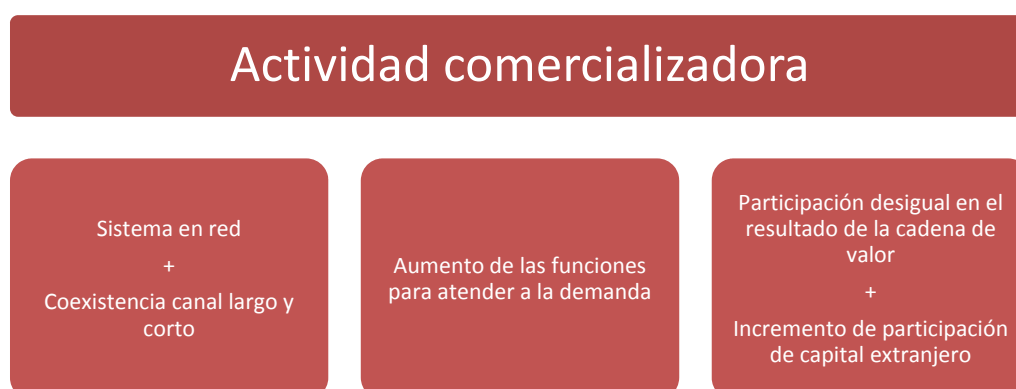 Actividad comercializadora
Sistema en red
+
Coexistencia canal largo y
corto
Aumento de las funciones
para atender a la demanda
Participación desigual en el
resultado de la cadena de
valor
+
Incremento de participación
de capital extranjero